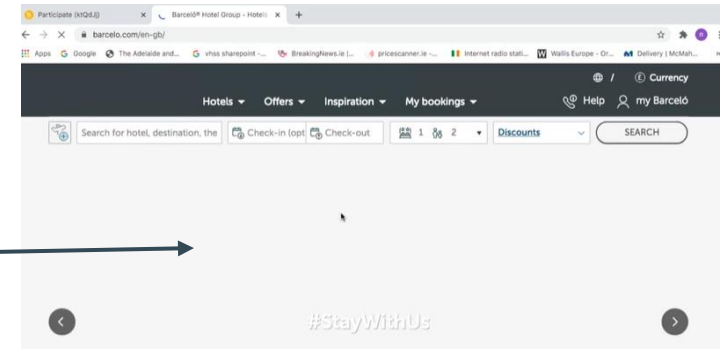 Participate (ktQdJj) Barceló® Hotel Group - Hotels
barcelo.com/en-gb/
Apps Google The Adelaide and... vhss sharepoint -... BreakingNews.ie |... pricescanner.ie -... Internet radio stati... Wallis Europe - Or... Delivery | McMah...
/ £ Currency
Hotels Offers Inspiration My bookings Help my Barceló
Search for hotel, destination, the Check-in (opt Check-out 1 2 Discounts SEARCH
#StayWithUs